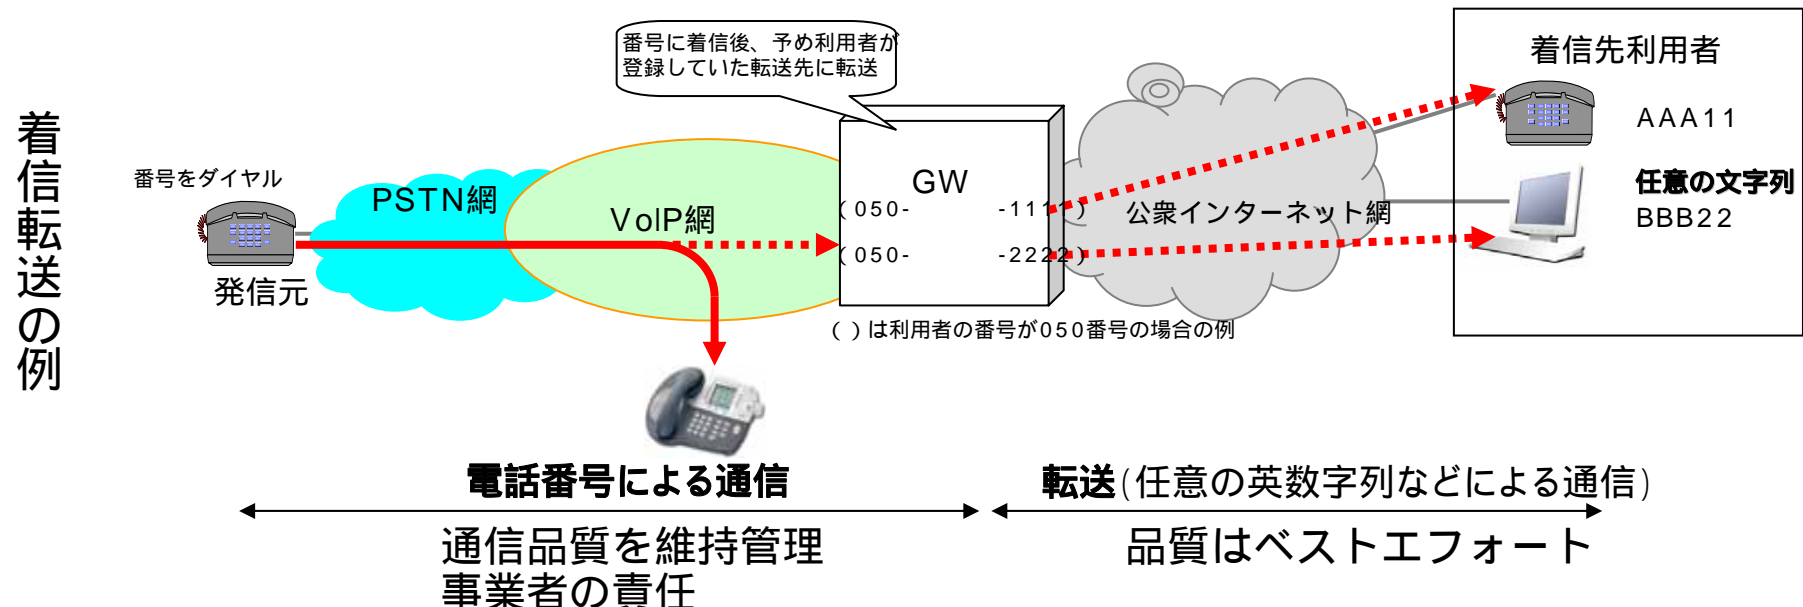 着信転送の例
番号に着信後、予め利用者が
登録していた転送先に転送
着信先利用者
AAA11
任意の文字列
BBB22
番号をダイヤル
発信元
PSTN網
VoIP網
GW
(050-　　-1111)
(050-　　-2222)
公衆インターネット網
( )は利用者の番号が050番号の場合の例
電話番号による通信
転送(任意の英数字列などによる通信)
通信品質を維持管理
事業者の責任
品質はベストエフォート